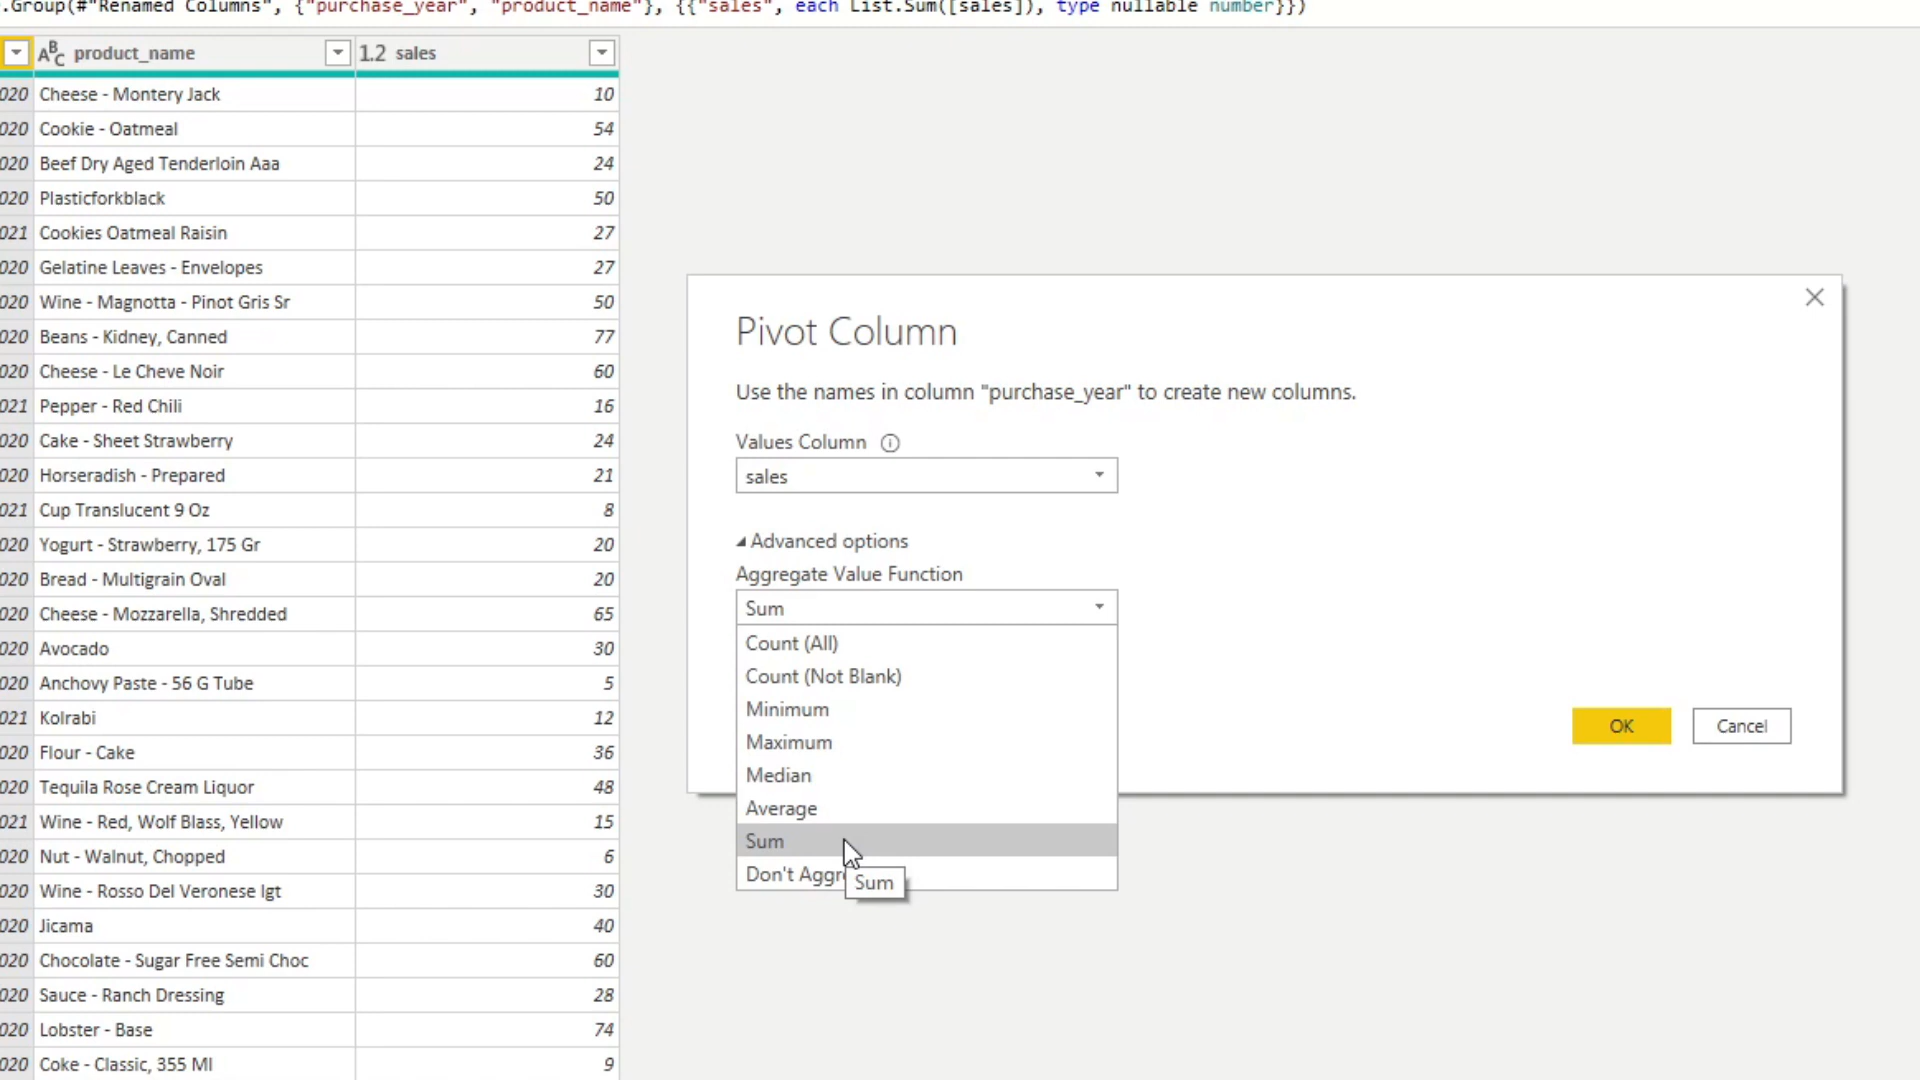 .Group(#"Renamed Columns", {"purchase_year", "product_name"}, {{"sales", each List.Sum([sales]), type nullable number}})
ABC product_name 1.2 sales
020 Cheese - Montery Jack 10
020 Cookie - Oatmeal 54
020 Beef Dry Aged Tenderloin Aaa 24
020 Plasticforkblack 50
021 Cookies Oatmeal Raisin 27
020 Gelatine Leaves - Envelopes 27
020 Wine - Magnotta - Pinot Gris Sr 50
020 Beans - Kidney, Canned 77
020 Cheese - Le Cheve Noir 60
021 Pepper - Red Chili 16
020 Cake - Sheet Strawberry 24
020 Horseradish - Prepared 21
021 Cup Translucent 9 Oz 8
020 Yogurt - Strawberry, 175 Gr 20
020 Bread - Multigrain Oval 20
020 Cheese - Mozzarella, Shredded 65
020 Avocado 30
020 Anchovy Paste - 56 G Tube 5
021 Kolrabi 12
020 Flour - Cake 36
020 Tequila Rose Cream Liquor 48
021 Wine - Red, Wolf Blass, Yellow 15
020 Nut - Walnut, Chopped 6
020 Wine - Rosso Del Veronese Igt 30
020 Jicama 40
020 Chocolate - Sugar Free Semi Choc 60
020 Sauce - Ranch Dressing 28
020 Lobster - Base 74
020 Coke - Classic, 355 Ml 9
Pivot Column
Use the names in column "purchase_year" to create new columns.
Values Column
sales
Advanced options
Aggregate Value Function
Sum
Count (All)
Count (Not Blank)
Minimum
Maximum
Median
Average
Sum
Don't Aggr
Sum
OK Cancel